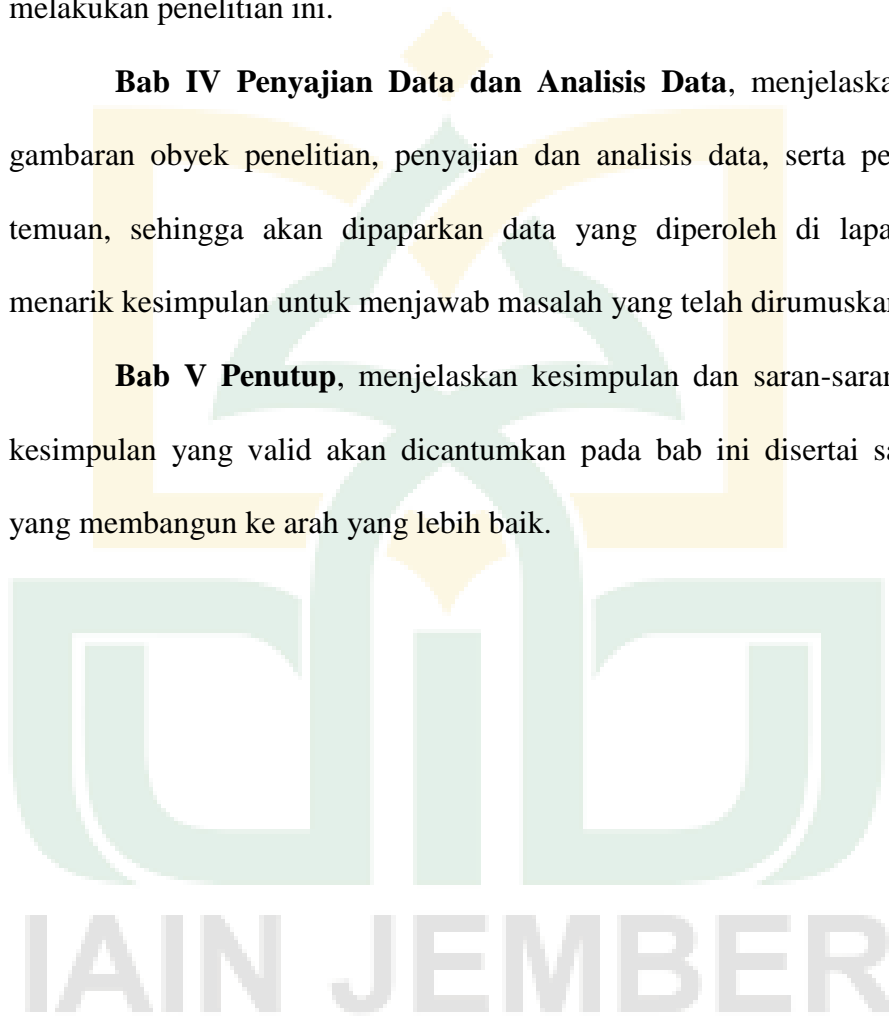 melakukan penelitian ini.
Bab IV Penyajian Data dan Analisis Data, menjelaska
gambaran obyek penelitian, penyajian dan analisis data, serta pe
temuan, sehingga akan dipaparkan data yang diperoleh di lapa
menarik kesimpulan untuk menjawab masalah yang telah dirumuskan
Bab V Penutup, menjelaskan kesimpulan dan saran-saran
kesimpulan yang valid akan dicantumkan pada bab ini disertai sa
yang membangun ke arah yang lebih baik.
IAIN JEMBER